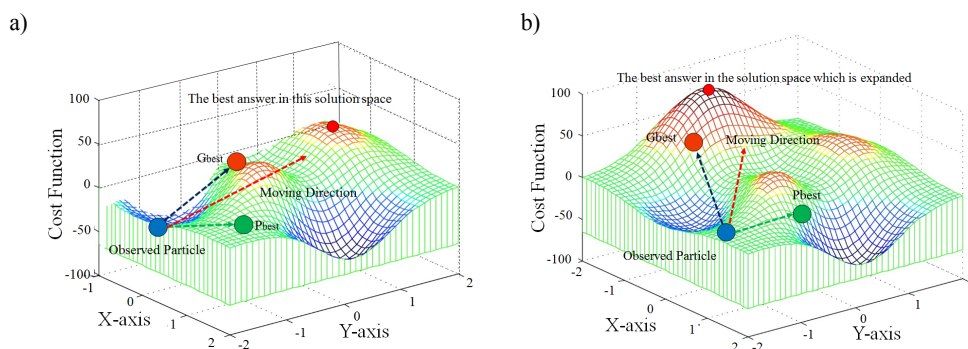 a)
The best answer in this solution space
Gbest
Moving Direction
Pbest
Observed Particle
Cost Function
100
50
0
-50
-100
-1
0
1
2
X-axis
-2
-1
0
1
2
Y-axis
b)
The best answer in the solution space which is expanded
Gbest
Moving Direction
Pbest
Observed Particle
Cost Function
100
50
0
-50
-100
-2
-1
0
1
2
X-axis
-2
-1
0
1
Y-axis